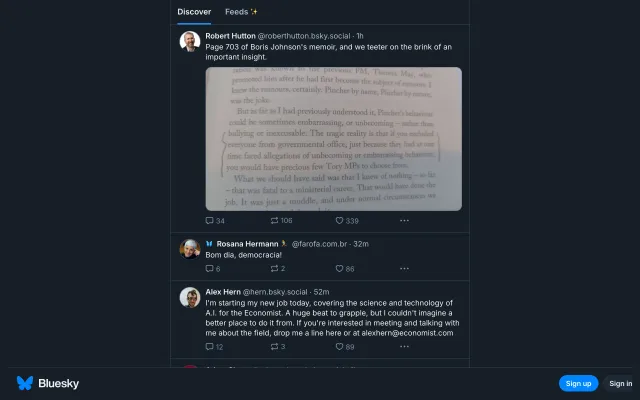 Discover Feeds ✨
Robert Hutton @roberthutton.bsky.social · 1h
Page 703 of Boris Johnson's memoir, and we teeter on the brink of an
important insight.
promoted him after he had first become the subject of rumours. I
know the rumours, certainly. Pincher by name, Pincher by nature,
was the joke.
But as far as I had previously understood it, Pincher's behaviour
could be sometimes embarrassing, or unbecoming – rather than
bullying or inexcusable. The tragic reality is that if you excluded
everyone from governmental office, just because they had at one
time faced allegations of unbecoming or embarrassing behaviour,
you would have precious few Tory MPs to choose from.
What we should have said was that I knew of nothing – so far
– that was fatal to a ministerial career. That would have done the
job. It was just a muddle, and under normal circumstances we
34 106 339
Rosana Hermann @farofa.com.br · 32m
Bom dia, democracia!
6 2 86
Alex Hern @hern.bsky.social · 52m
I'm starting my new job today, covering the science and technology of
A.I. for the Economist. A huge beat to grapple, but I couldn't imagine a
better place to do it from. If you're interested in meeting and talking with
me about the field, drop me a line here or at alexhern@economist.com
12 3 89
Bluesky Sign up Sign in